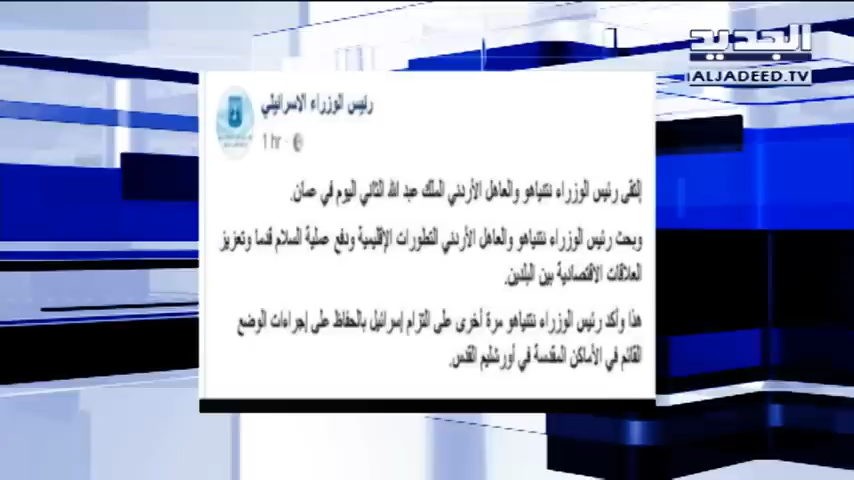 الجديد
ALJADEED.TV
رئيس الوزراء الاسرائيلي
1 hr
إلتقى رئيس الوزراء نتنياهو والعاهل الأردني الملك عبد الله الثاني اليوم في عمان.
وبحث رئيس الوزراء نتنياهو والعاهل الأردني التطورات الإقليمية ودفع عملية السلام قدما وتعزيز
العلاقات الاقتصادية بين البلدين.
هذا وأكد رئيس الوزراء نتنياهو مرة أخرى على التزام إسرائيل بالحفاظ على إجراءات الوضع
القائم في الأماكن المقدسة في أورشليم القدس.